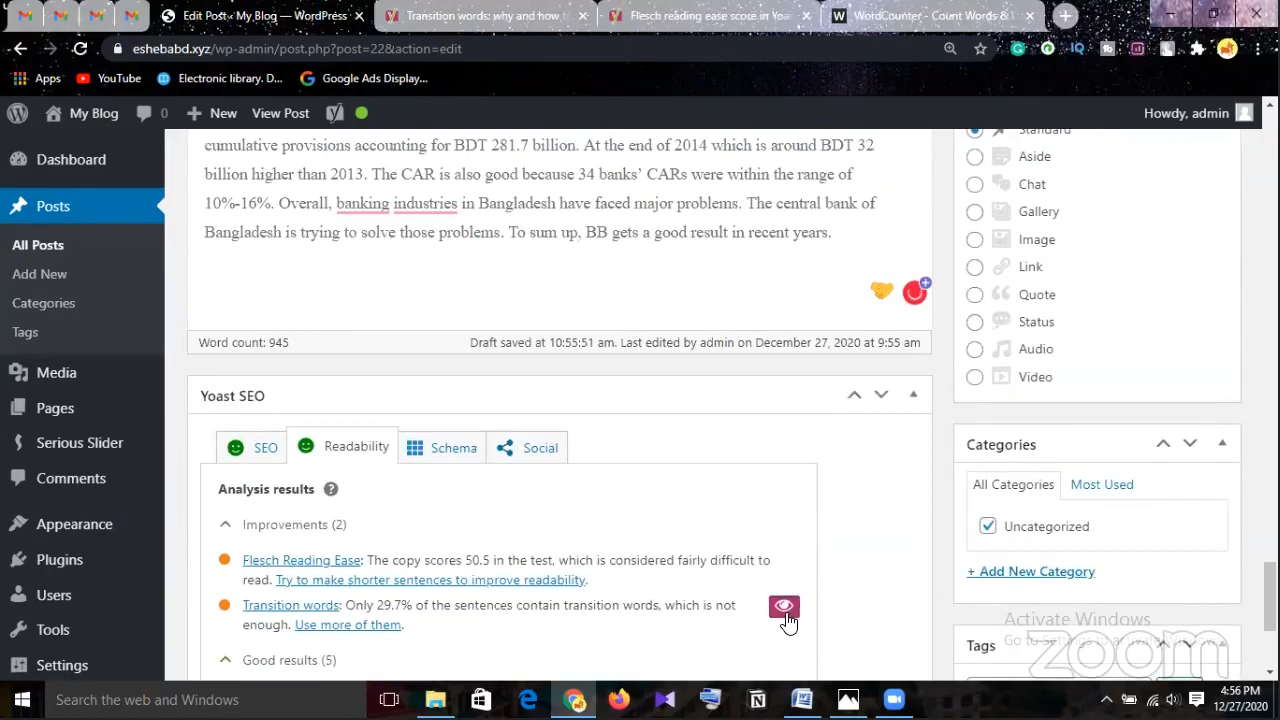 Edit Post ‹ My Blog — WordPress
Transition words: why and how t
Flesch reading ease score in Yoa
WordCounter - Count Words &
eshebabd.xyz/wp-admin/post.php?post=22&action=edit
Apps
YouTube
Electronic library. D...
Google Ads Display...
My Blog
0
New
View Post
Howdy, admin
Dashboard
Posts
All Posts
Add New
Categories
Tags
Media
Pages
Serious Slider
Comments
Appearance
Plugins
Users
Tools
Settings
cumulative provisions accounting for BDT 281.7 billion. At the end of 2014 which is around BDT 32
billion higher than 2013. The CAR is also good because 34 banks’ CARs were within the range of
10%-16%. Overall, banking industries in Bangladesh have faced major problems. The central bank of
Bangladesh is trying to solve those problems. To sum up, BB gets a good result in recent years.
Word count: 945
Draft saved at 10:55:51 am. Last edited by admin on December 27, 2020 at 9:55 am
Yoast SEO
SEO
Readability
Schema
Social
Analysis results
Improvements (2)
Flesch Reading Ease: The copy scores 50.5 in the test, which is considered fairly difficult to
read. Try to make shorter sentences to improve readability.
Transition words: Only 29.7% of the sentences contain transition words, which is not
enough. Use more of them.
Good results (5)
Standard
Aside
Chat
Gallery
Image
Link
Quote
Status
Audio
Video
Categories
All Categories
Most Used
Uncategorized
+ Add New Category
Activate Windows
Go to Settings to activate Windows.
Tags
zoom
Search the web and Windows
4:56 PM
12/27/2020